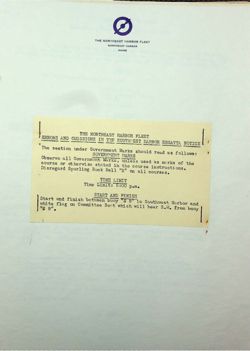 THE NORTHEAST HARBOR FLEET
NORTHEAST HARBOR
MAINE
THE NORTHEAST HARBOR FLEET
ERRORS AND OMISSIONS IN THE SOUTHWEST HARBOR REGATTA NOTICE
The section under Government Marks should read as follows:
GOVERNMENT MARKS
Observe all Government Marks, unless used as marks of the
course or otherwise stated in the course instructions.
Disregard Spurling Rock Bell "2" on all courses.
TIME LIMIT
Time Limits 5:00 p.m.
START AND FINISH
Start and finish between buoy in Southwest Harbor and
white flag on Committee Boat which will bear S.W. from buoy